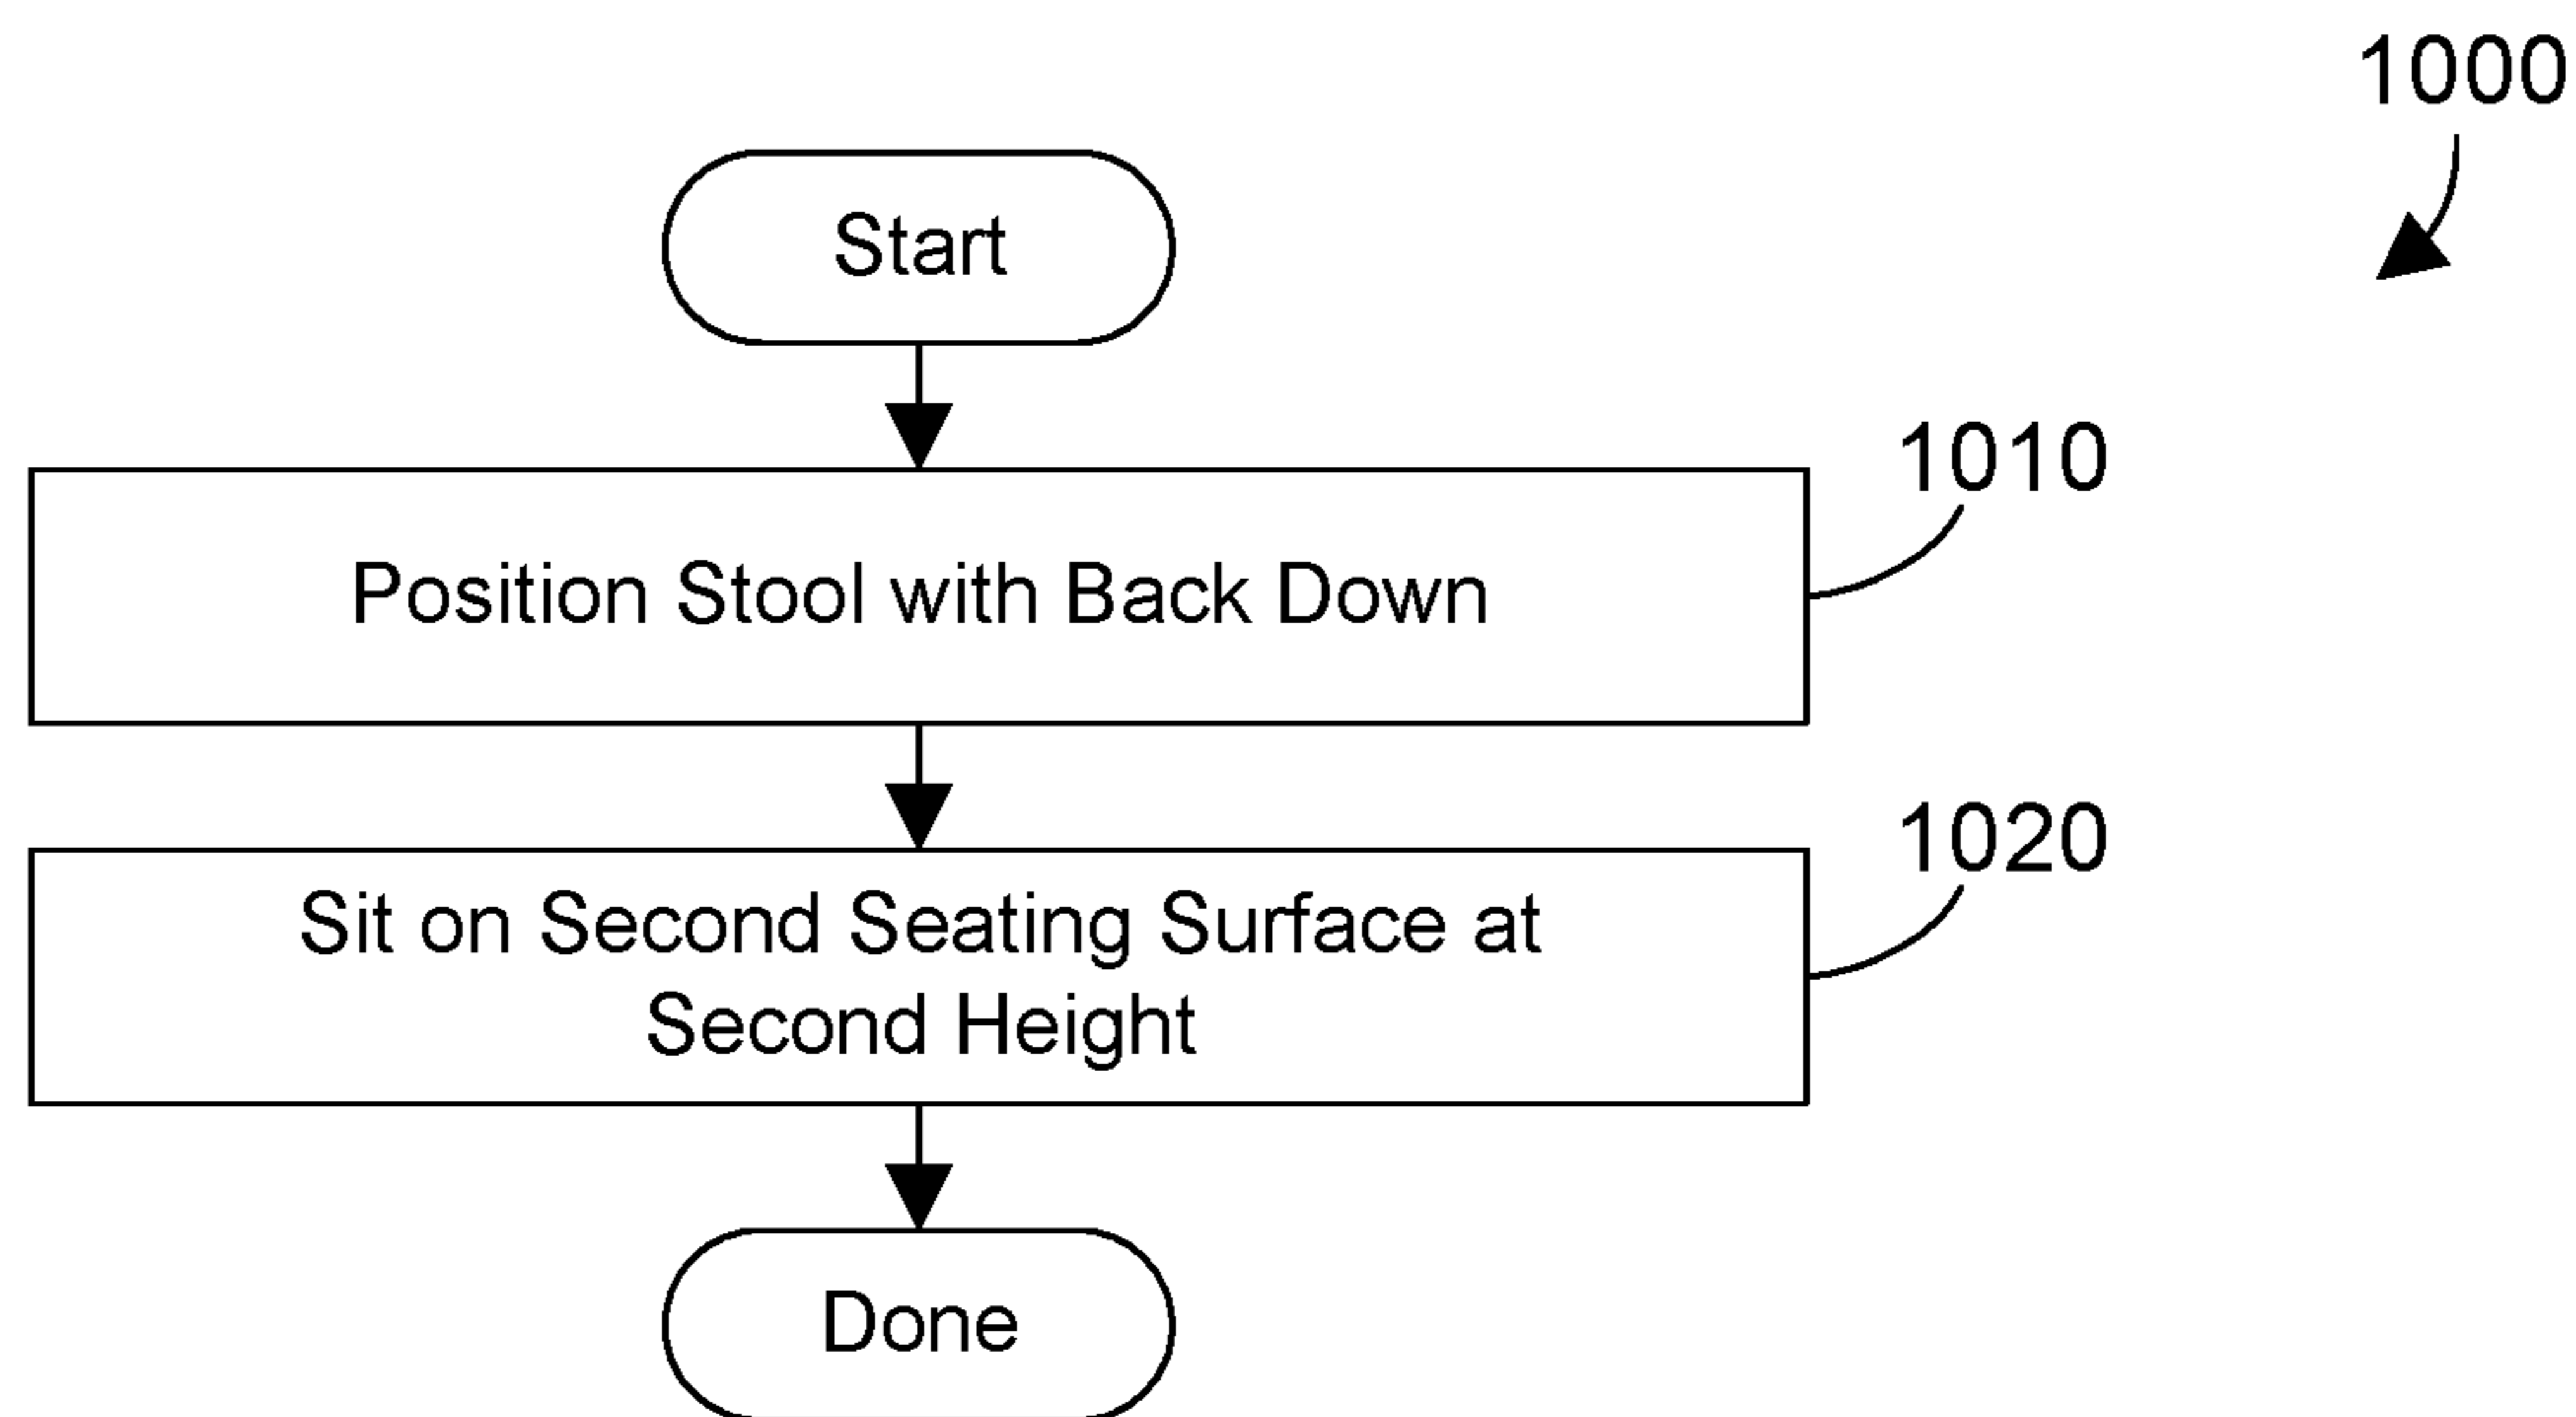 1000
Start
1010
Position Stool with Back Down
1020
Sit on Second Seating Surface at
Second Height
Done